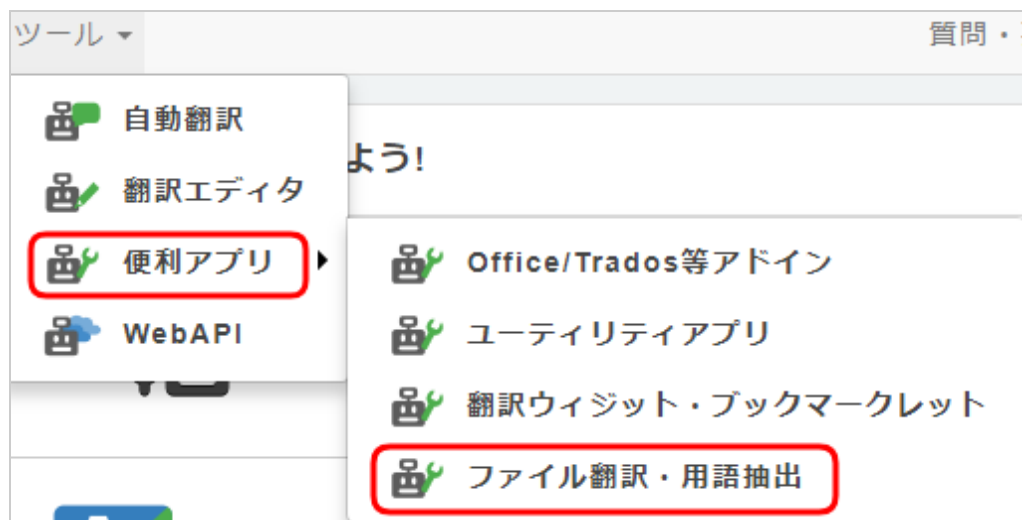 ツール
質問・
自動翻訳
よう!
翻訳エディタ
便利アプリ
Office/Trados等アドイン
WebAPI
ユーティリティアプリ
翻訳ウィジット・ブックマークレット
ファイル翻訳・用語抽出